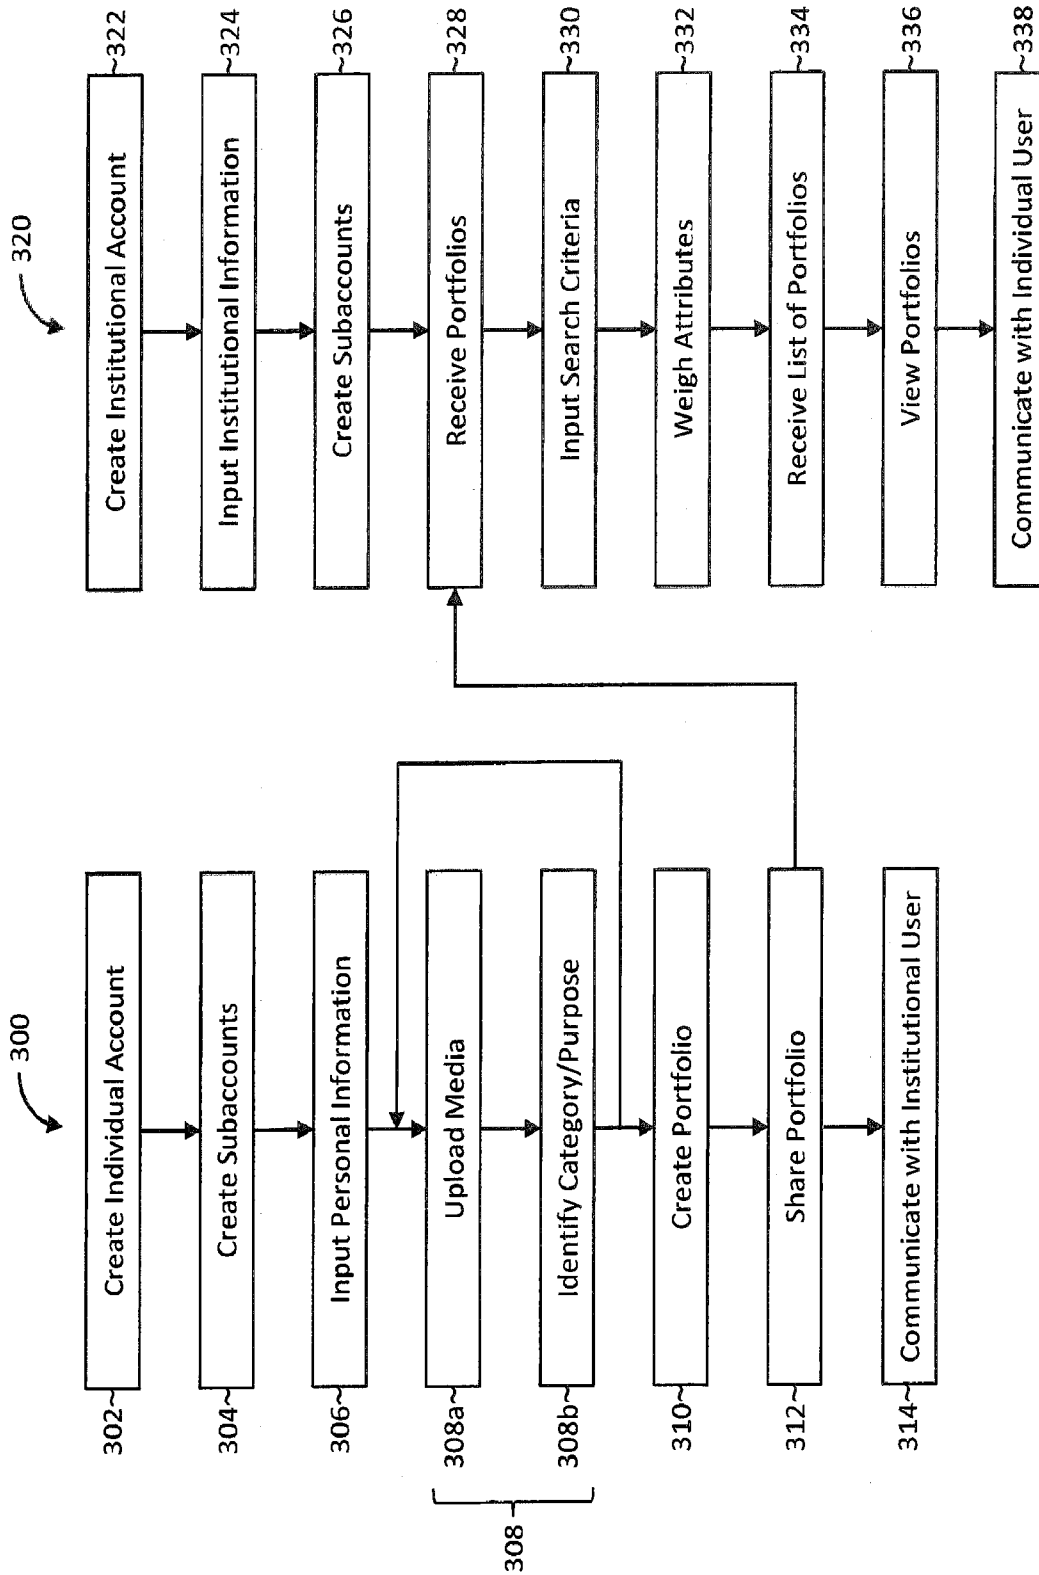 300
302~ Create Individual Account
304~ Create Subaccounts
306~ Input Personal Information
308
308a~ Upload Media
308b~ Identify Category/Purpose
310~ Create Portfolio
312~ Share Portfolio
314~ Communicate with Institutional User
320
Create Institutional Account ~322
Input Institutional Information ~324
Create Subaccounts ~326
Receive Portfolios ~328
Input Search Criteria ~330
Weigh Attributes ~332
Receive List of Portfolios ~334
View Portfolios ~336
Communicate with Individual User ~338